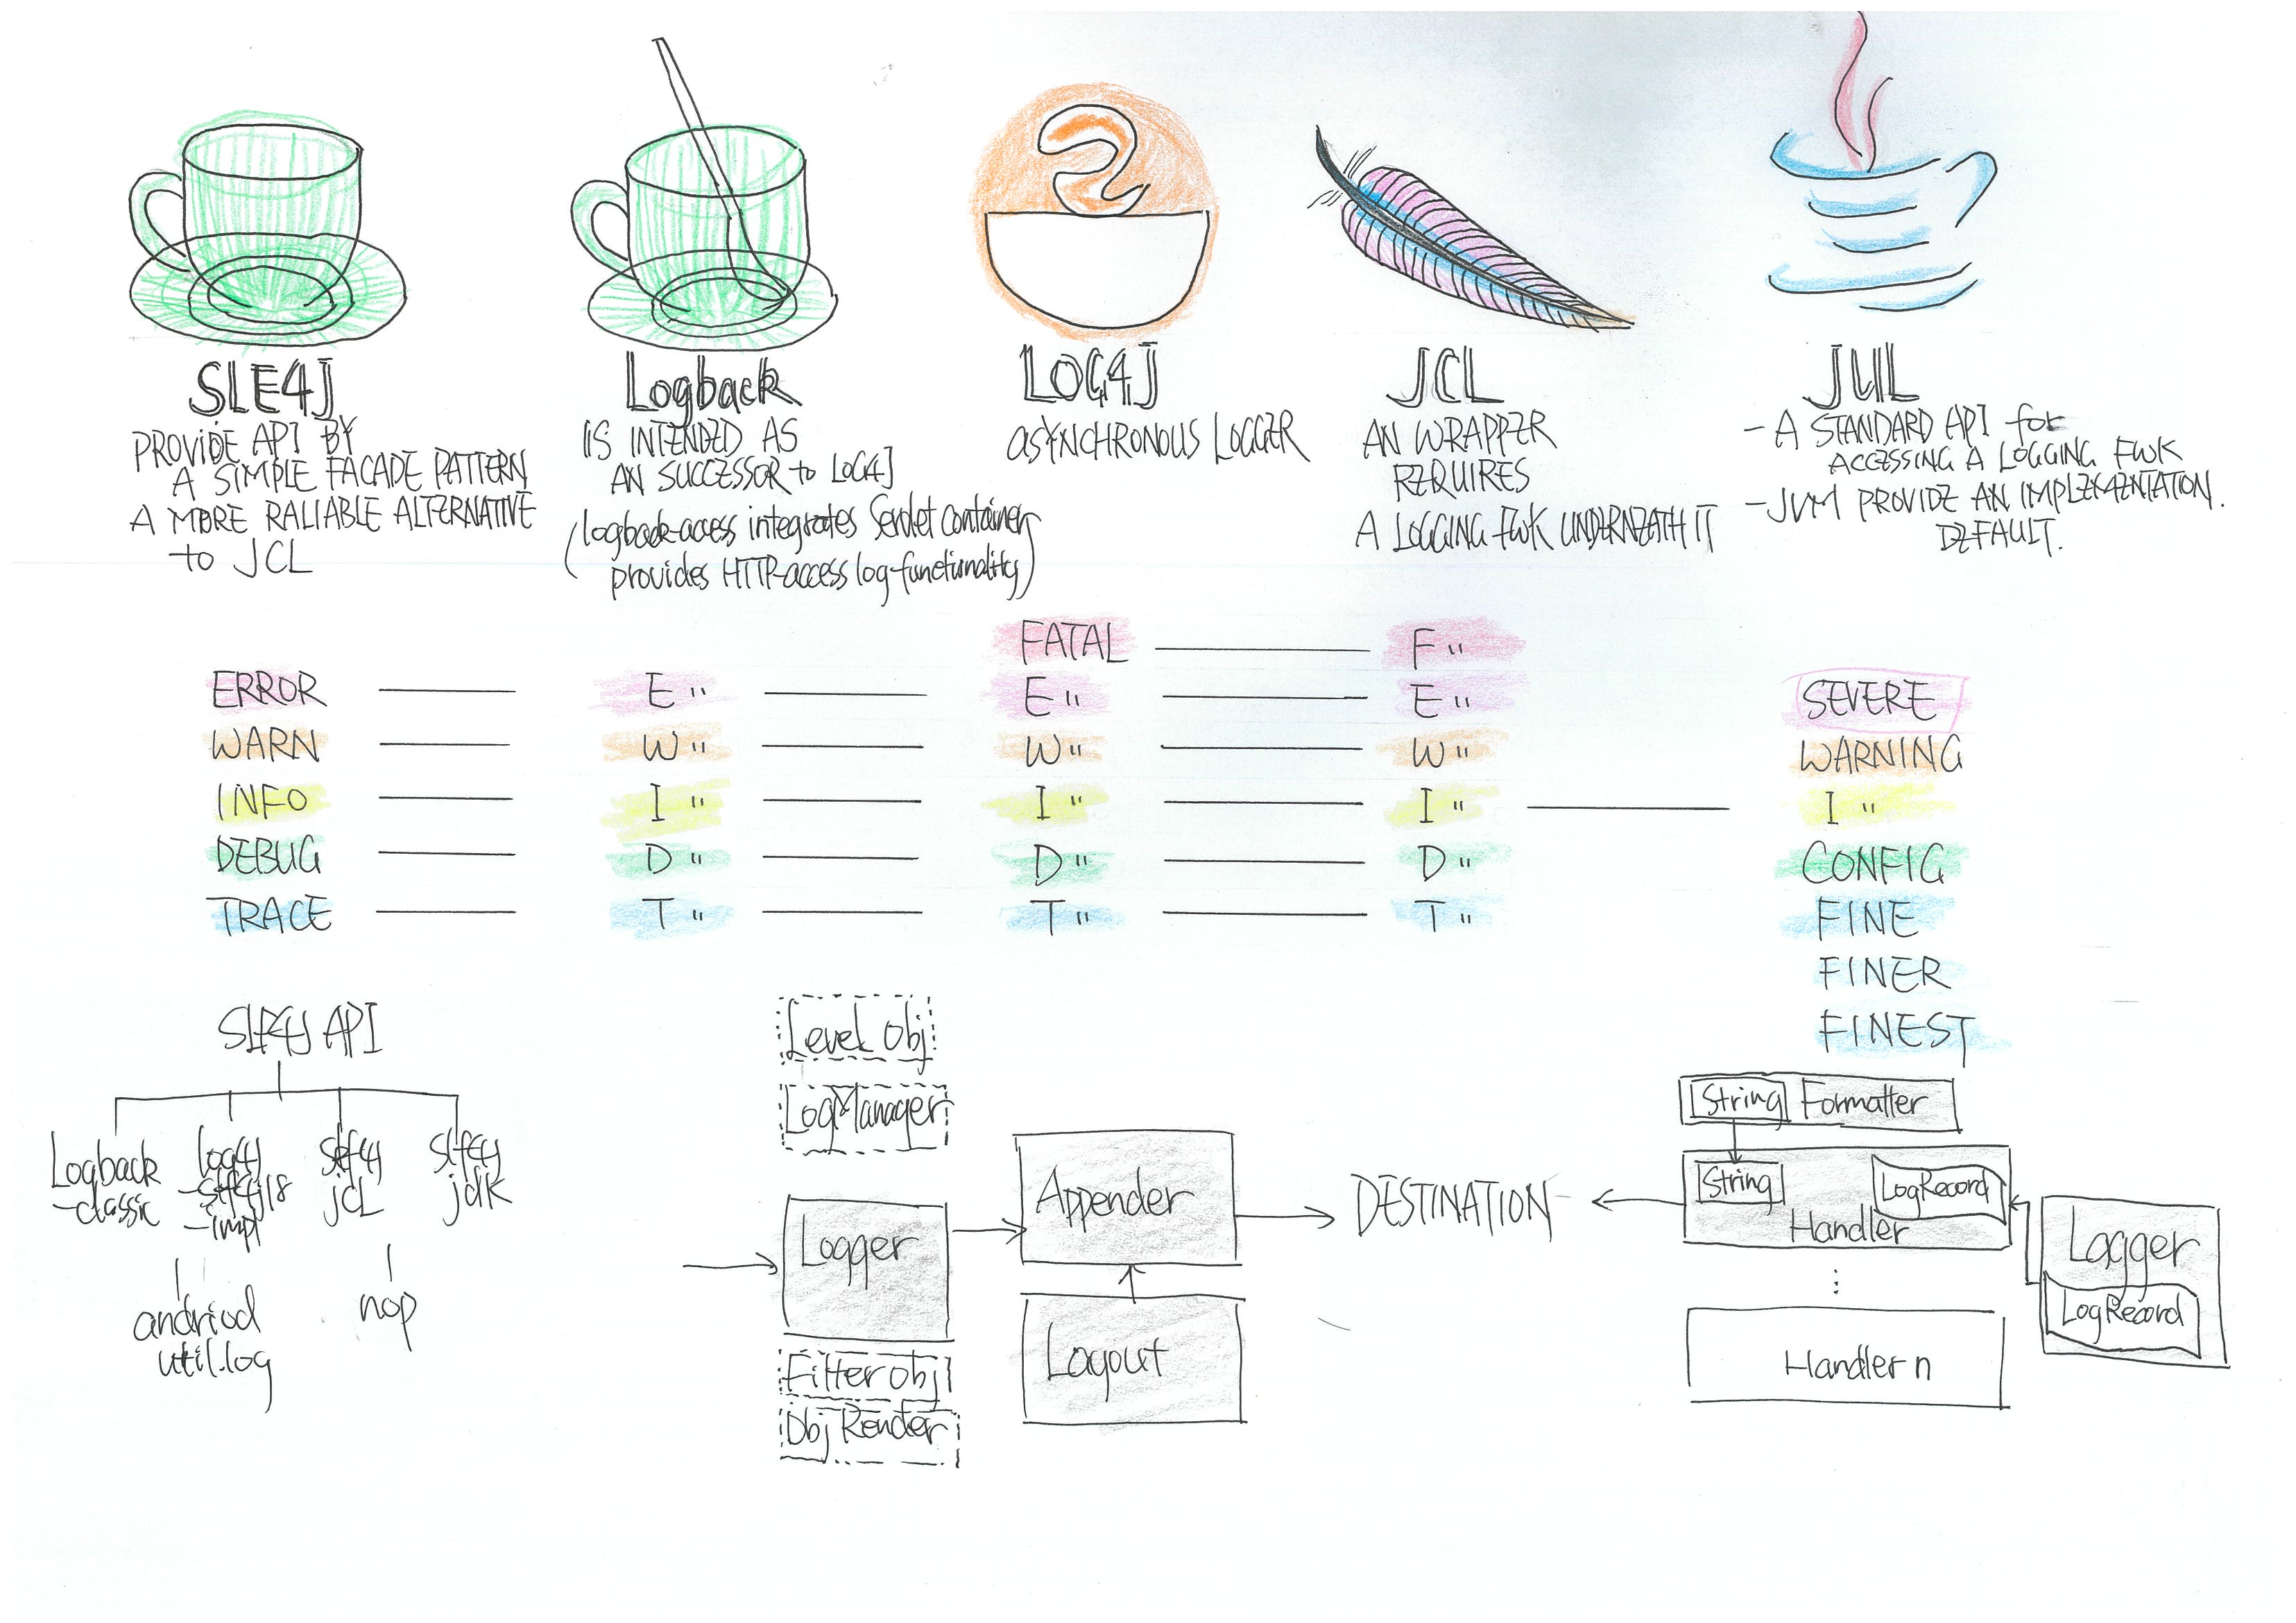 SLE4J
PROVIDE API BY
A SIMPLE FACADE PATTERN
A MORE RALIABLE ALTERNATIVE
to JCL
Logback
IS INTENDED AS
AN SUCCESSOR to LOG4J
(logback-access integrates Servlet container
provides HTTP-access log-functionality)
LOG4J
ASYNCHRONOUS LOGGER
JCL
AN WRAPPER
REQUIRES
A LOGGING FWK UNDERNEATH IT
JUL
- A STANDARD API for
ACCESSING A LOGGING FWK
- JVM PROVIDE AN IMPLEMENTATION.
DEFAULT.
FATAL F "
ERROR E " E " E " SEVERE
WARN W " W " W " WARNING
INFO I " I " I " I "
DEBUG D " D " D " CONFIG
TRACE T " T " T " FINE
FINER
FINEST
SLF4J API
Logback
-classic
log4j
-slf4j18
-impl
slf4j
jcl
slf4j
jdk
andriod
util.log
nop
Level Obj
LogManager
Logger
Filter obj
Obj Render
Appender
Layout
DESTINATION
String Formatter
String LogRecord
Handler
Handler n
Logger
LogRecord